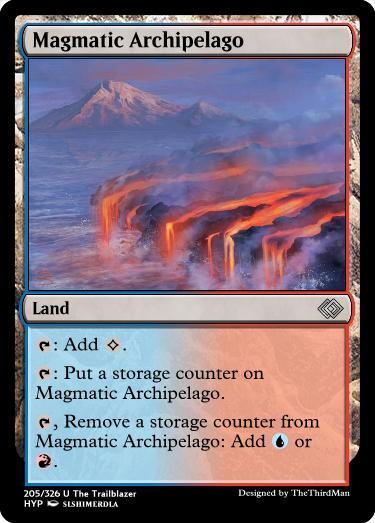 Magmatic Archipelago
Land
: Add .
: Put a storage counter on
Magmatic Archipelago.
, Remove a storage counter from
Magmatic Archipelago: Add or
.
205/326 U The Trailblazer
HYP SLSHIMERDLA
Designed by TheThirdMan